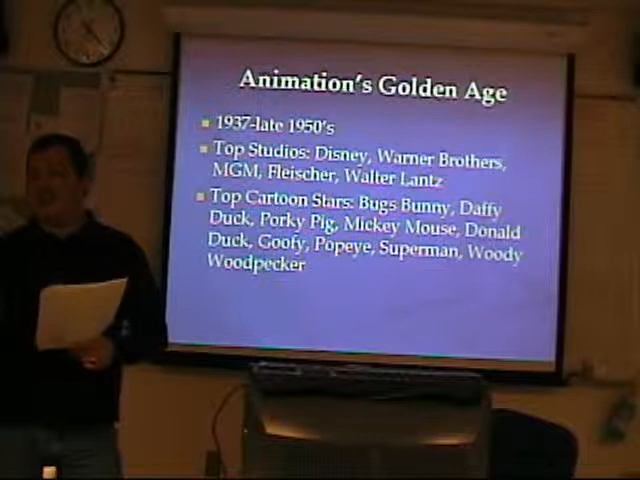 Animation's Golden Age
1937-late 1950's
Top Studios: Disney, Warner Brothers,
MGM, Fleischer, Walter Lantz
Top Cartoon Stars: Bugs Bunny, Daffy
Duck, Porky Pig, Mickey Mouse, Donald
Duck, Goofy, Popeye, Superman, Woody
Woodpecker